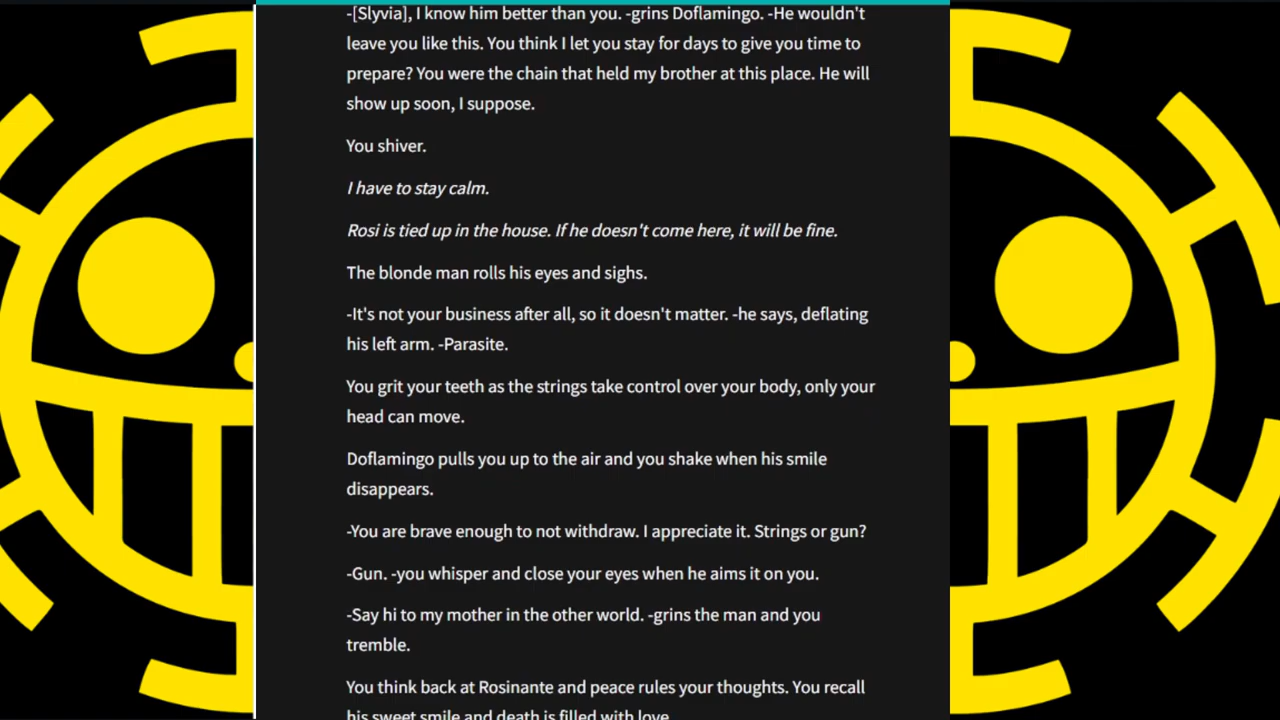 -[Slyvia], I know him better than you. -grins Doflamingo. -He wouldn't
leave you like this. You think I let you stay for days to give you time to
prepare? You were the chain that held my brother at this place. He will
show up soon, I suppose.
You shiver.
I have to stay calm.
Rosi is tied up in the house. If he doesn't come here, it will be fine.
The blonde man rolls his eyes and sighs.
-It's not your business after all, so it doesn't matter. -he says, deflating
his left arm. -Parasite.
You grit your teeth as the strings take control over your body, only your
head can move.
Doflamingo pulls you up to the air and you shake when his smile
disappears.
-You are brave enough to not withdraw. I appreciate it. Strings or gun?
-Gun. -you whisper and close your eyes when he aims it on you.
-Say hi to my mother in the other world. -grins the man and you
tremble.
You think back at Rosinante and peace rules your thoughts. You recall
his sweet smile and death is filled with love.